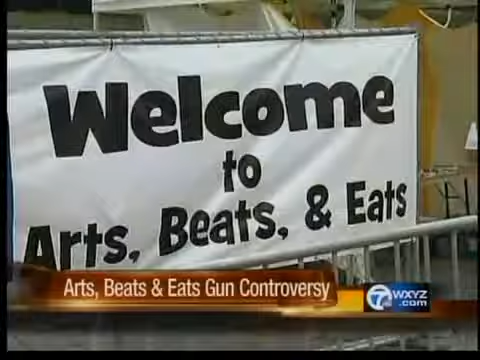 Welcome
to
Arts, Beats, & Eats
Arts, Beats & Eats Gun Controversy
7 WXYZ
.com